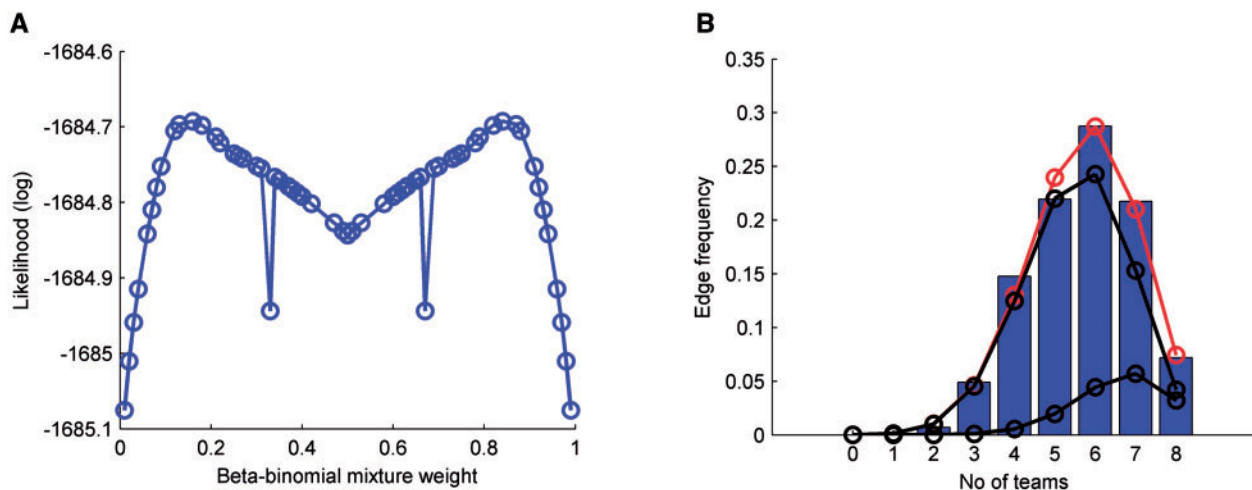 A
-1684.6
-1684.7
-1684.8
-1684.9
-1685
-1685.1
Likelihood (log)
0 0.2 0.4 0.6 0.8 1
Beta-binomial mixture weight
B
0.35
0.3
0.25
0.2
0.15
0.1
0.05
0
Edge frequency
0 1 2 3 4 5 6 7 8
No of teams